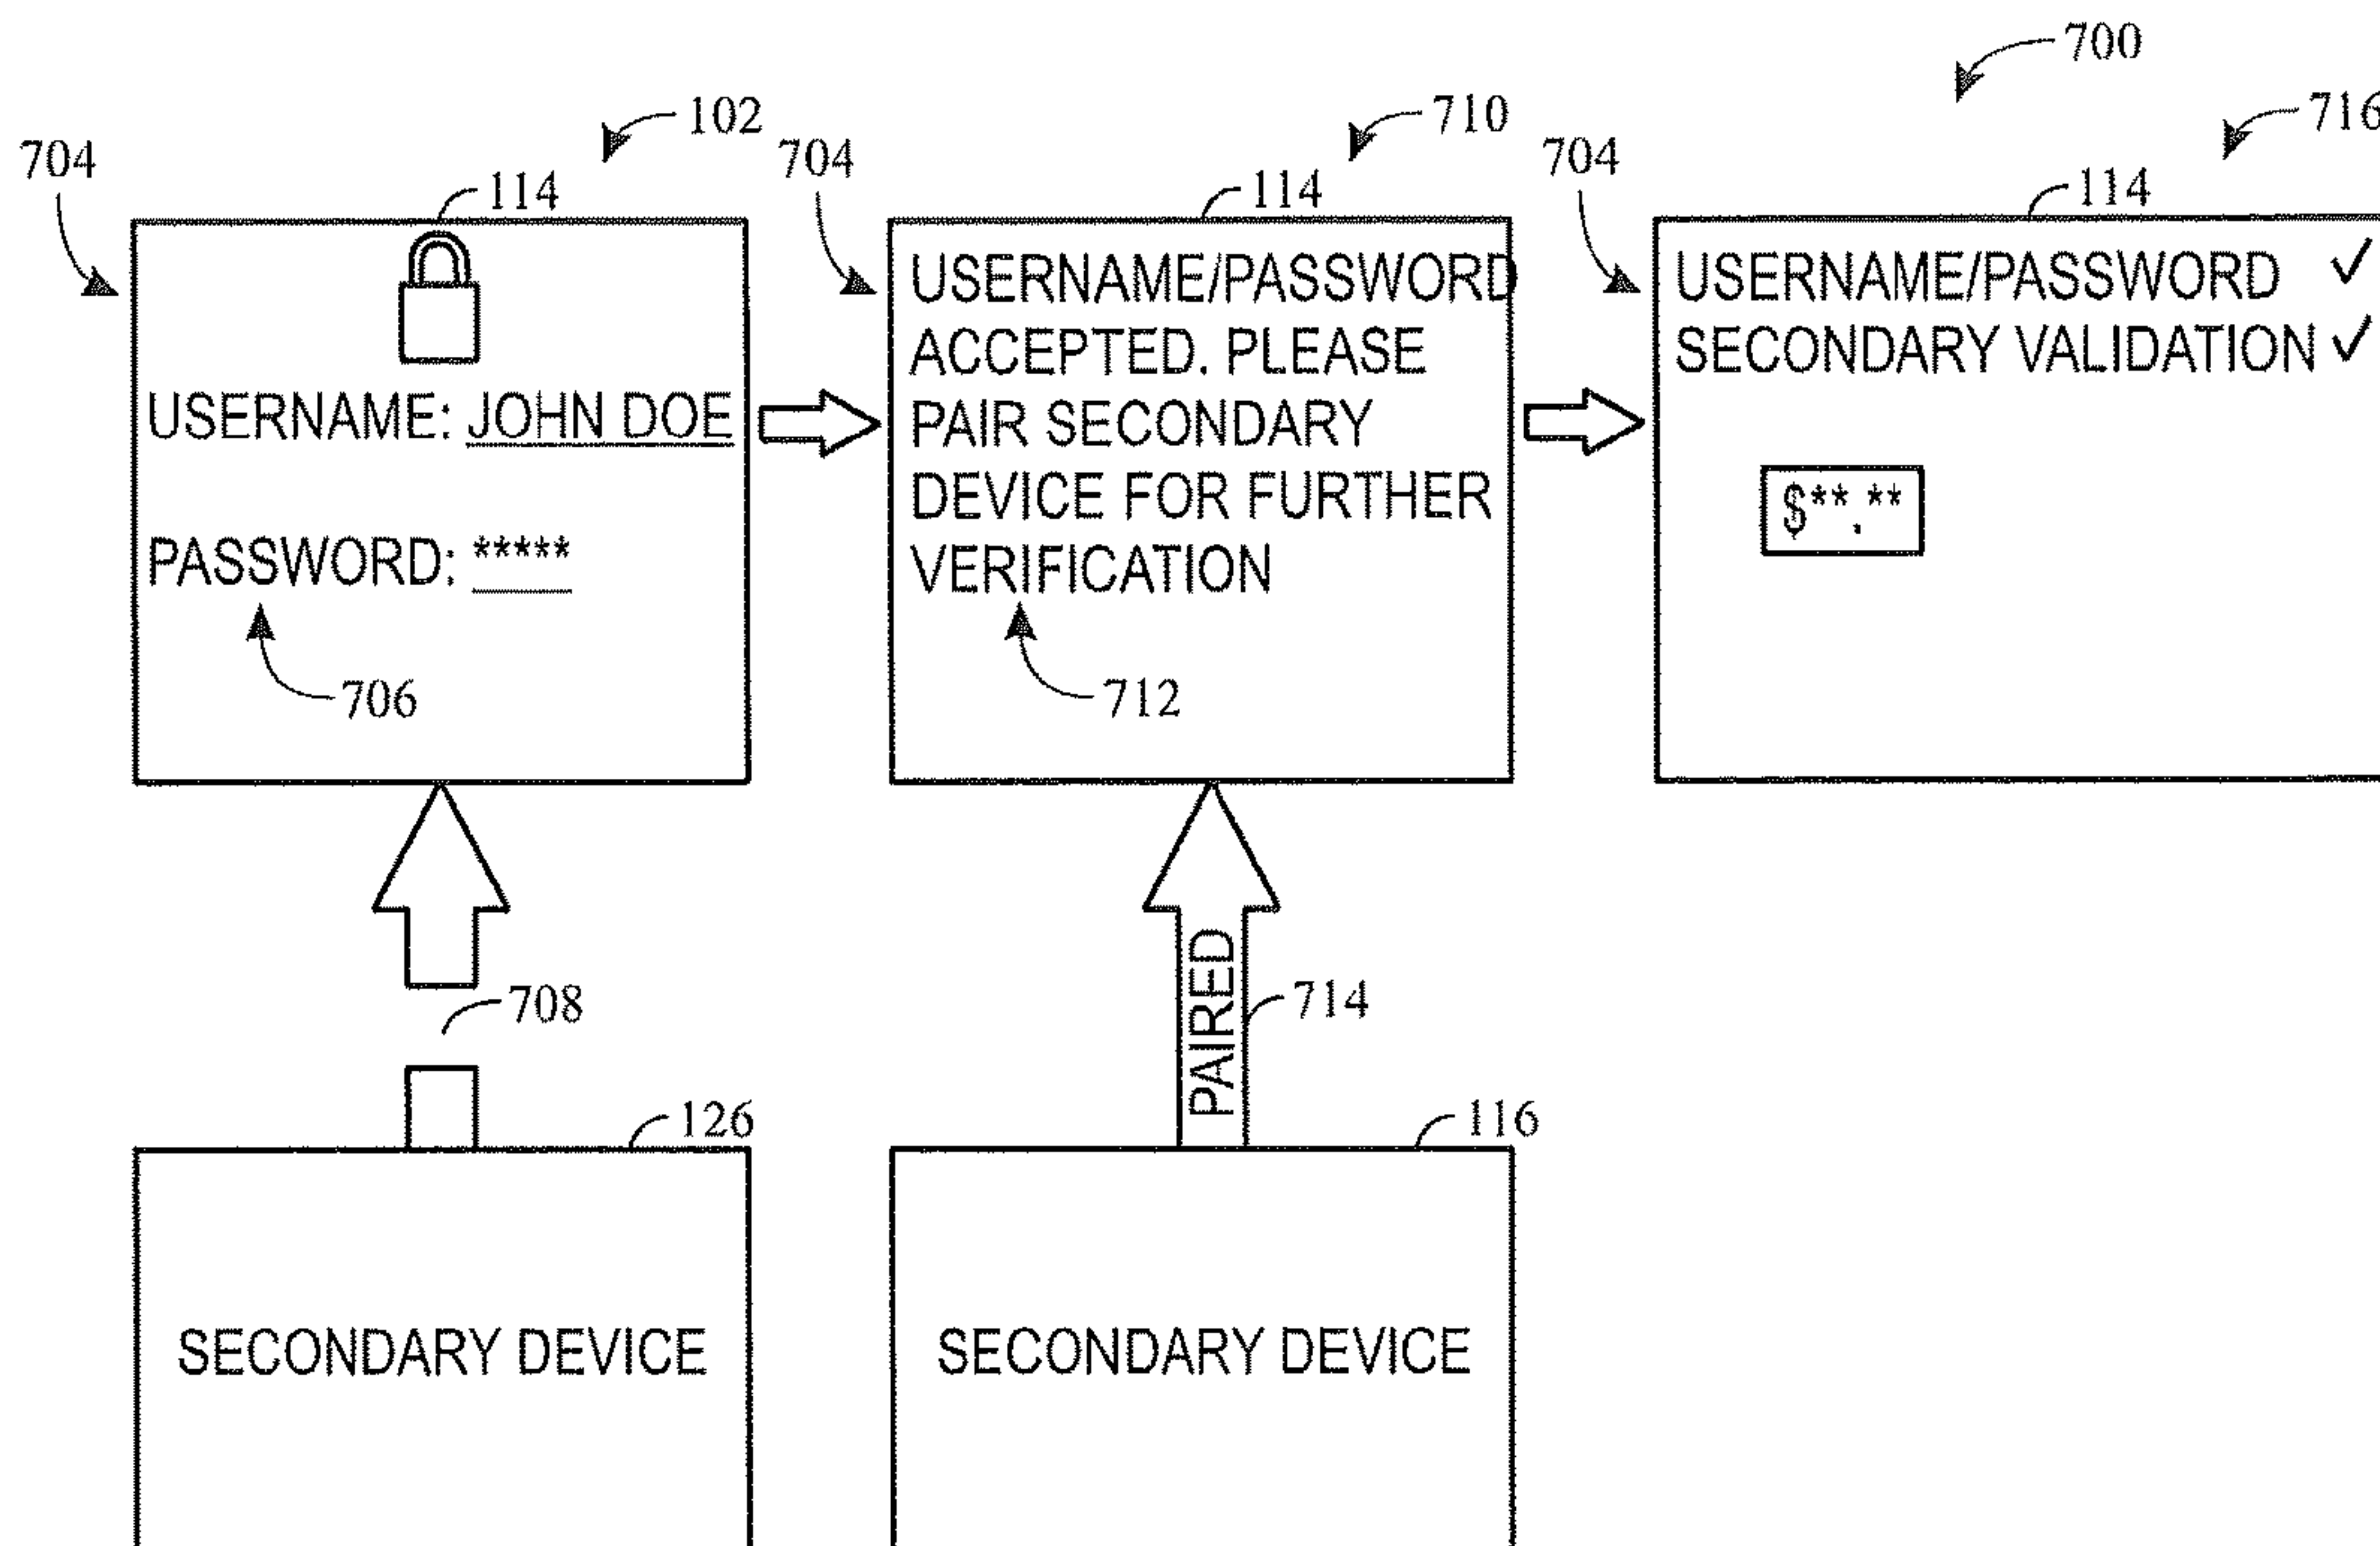 700
102
710
716
704
704
704
114
114
114
USERNAME: JOHN DOE
PASSWORD: *****
706
USERNAME/PASSWORD
ACCEPTED. PLEASE
PAIR SECONDARY
DEVICE FOR FURTHER
VERIFICATION
712
USERNAME/PASSWORD ✓
SECONDARY VALIDATION ✓
$**.**
708
PAIRED
714
126
116
SECONDARY DEVICE
SECONDARY DEVICE